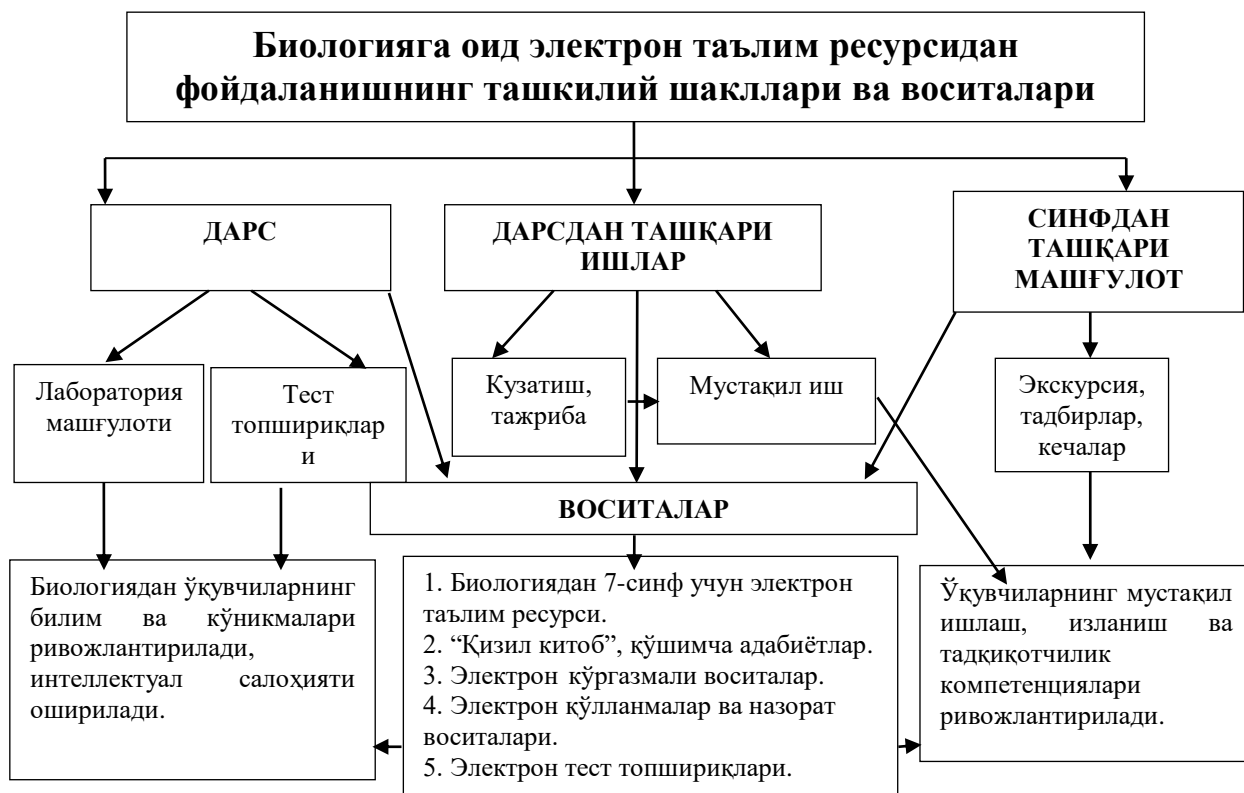 Биологияга оид электрон таълим ресурсидан
фойдаланишнинг ташкилий шакллари ва воситалари
ДАРС
ДАРСДАН ТАШҚАРИ
ИШЛАР
СИНФДАН
ТАШҚАРИ
МАШҒУЛОТ
Лаборатория
машғулоти
Тест
топшириқлар
и
Кузатиш,
тажриба
Мустақил иш
Экскурсия,
тадбирлар,
кечалар
ВОСИТАЛАР
Биологиядан ўқувчиларнинг
билим ва кўникмалари
ривожлантирилади,
интеллектуал салоҳияти
оширилади.
1. Биологиядан 7-синф учун электрон
таълим ресурси.
2. “Қизил китоб”, қўшимча адабиётлар.
3. Электрон кўргазмали воситалар.
4. Электрон қўлланмалар ва назорат
воситалари.
5. Электрон тест топшириқлари.
Ўқувчиларнинг мустақил
ишлаш, изланиш ва
тадқиқотчилик
компетенциялари
ривожлантирилади.